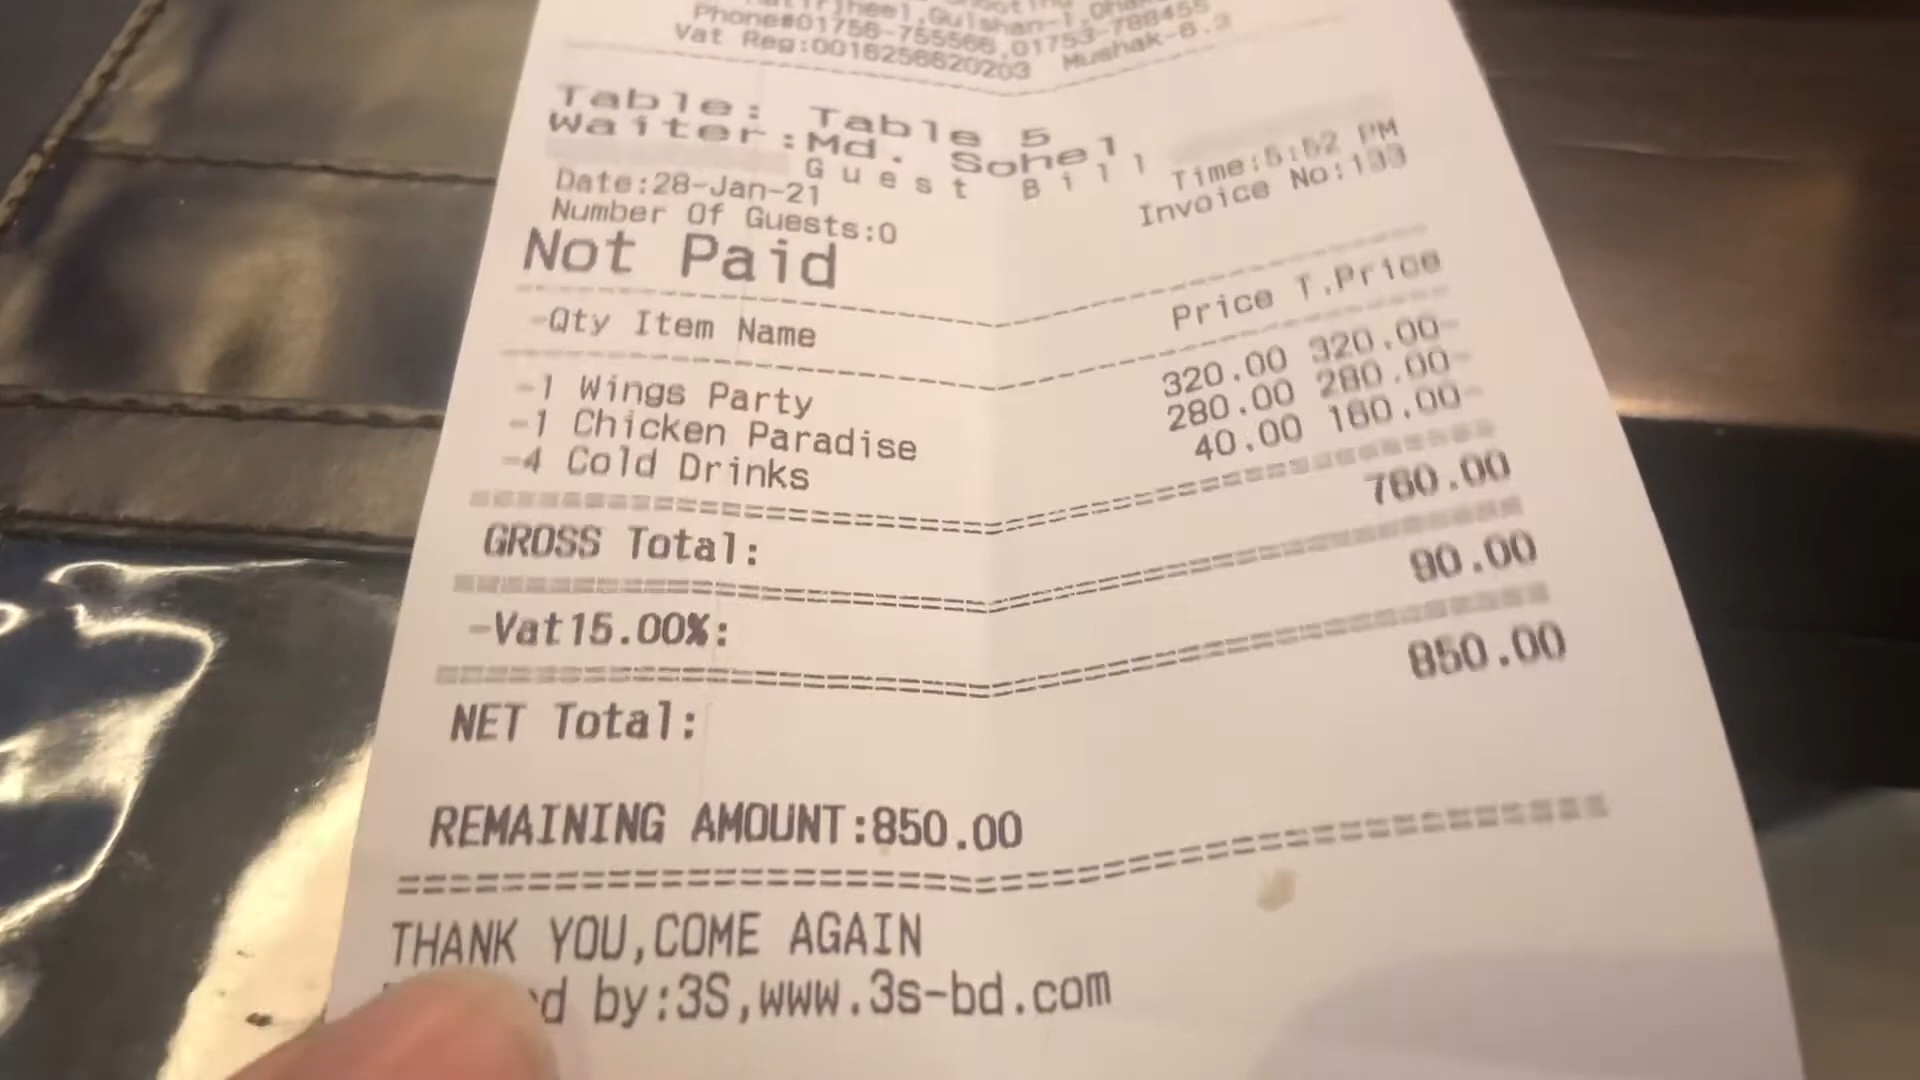 Gulshan-1,
Phone#01756-755566,01753-788455
Vat Reg:0016256620203 Mushak-6.3
Table: Table 5
Waiter:Md. Sohel
Guest Bill
Date:28-Jan-21 Time:5:52 PM
Number Of Guests:0 Invoice No:133
Not Paid
-Qty Item Name Price T.Price
-1 Wings Party 320.00 320.00-
-1 Chicken Paradise 280.00 280.00-
-4 Cold Drinks 40.00 160.00-
GROSS Total: 760.00
-Vat15.00%: 90.00
NET Total: 850.00
REMAINING AMOUNT:850.00
THANK YOU,COME AGAIN
by:3S,www.3s-bd.com